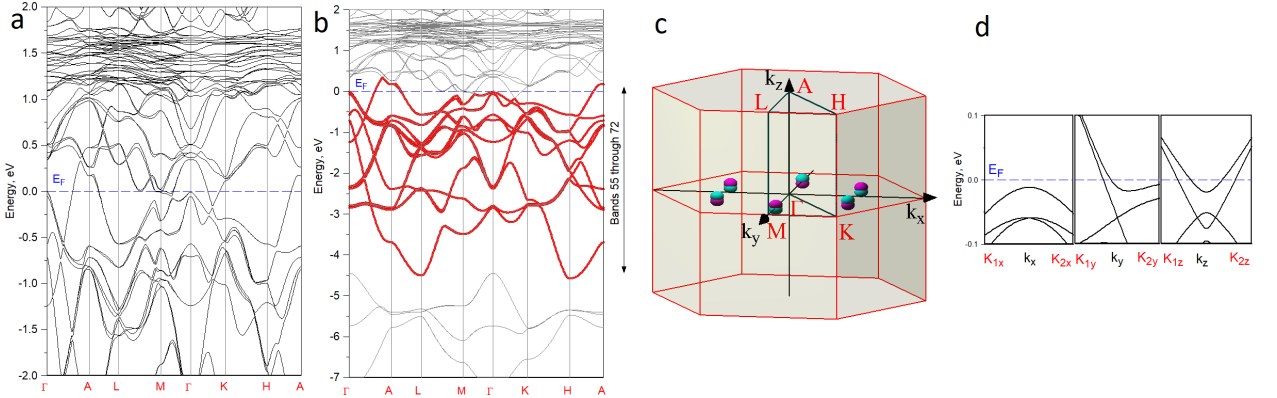 a
2.0
1.5
1.0
0.5
0.0
-0.5
-1.0
-1.5
-2.0
Energy, eV
E_F
Γ A L M Γ K H A
b
2
1
0
-1
-2
-3
-4
-5
-6
-7
Energy, eV
E_F
Γ A L M Γ K H A
Bands 55 through 72
c
k_z A
L H
Γ
k_x
k_y M K
d
0.1
0.0
-0.1
Energy, eV
E_F
K_1x k_x K_2x K_1y k_y K_2y K_1z k_z K_2z